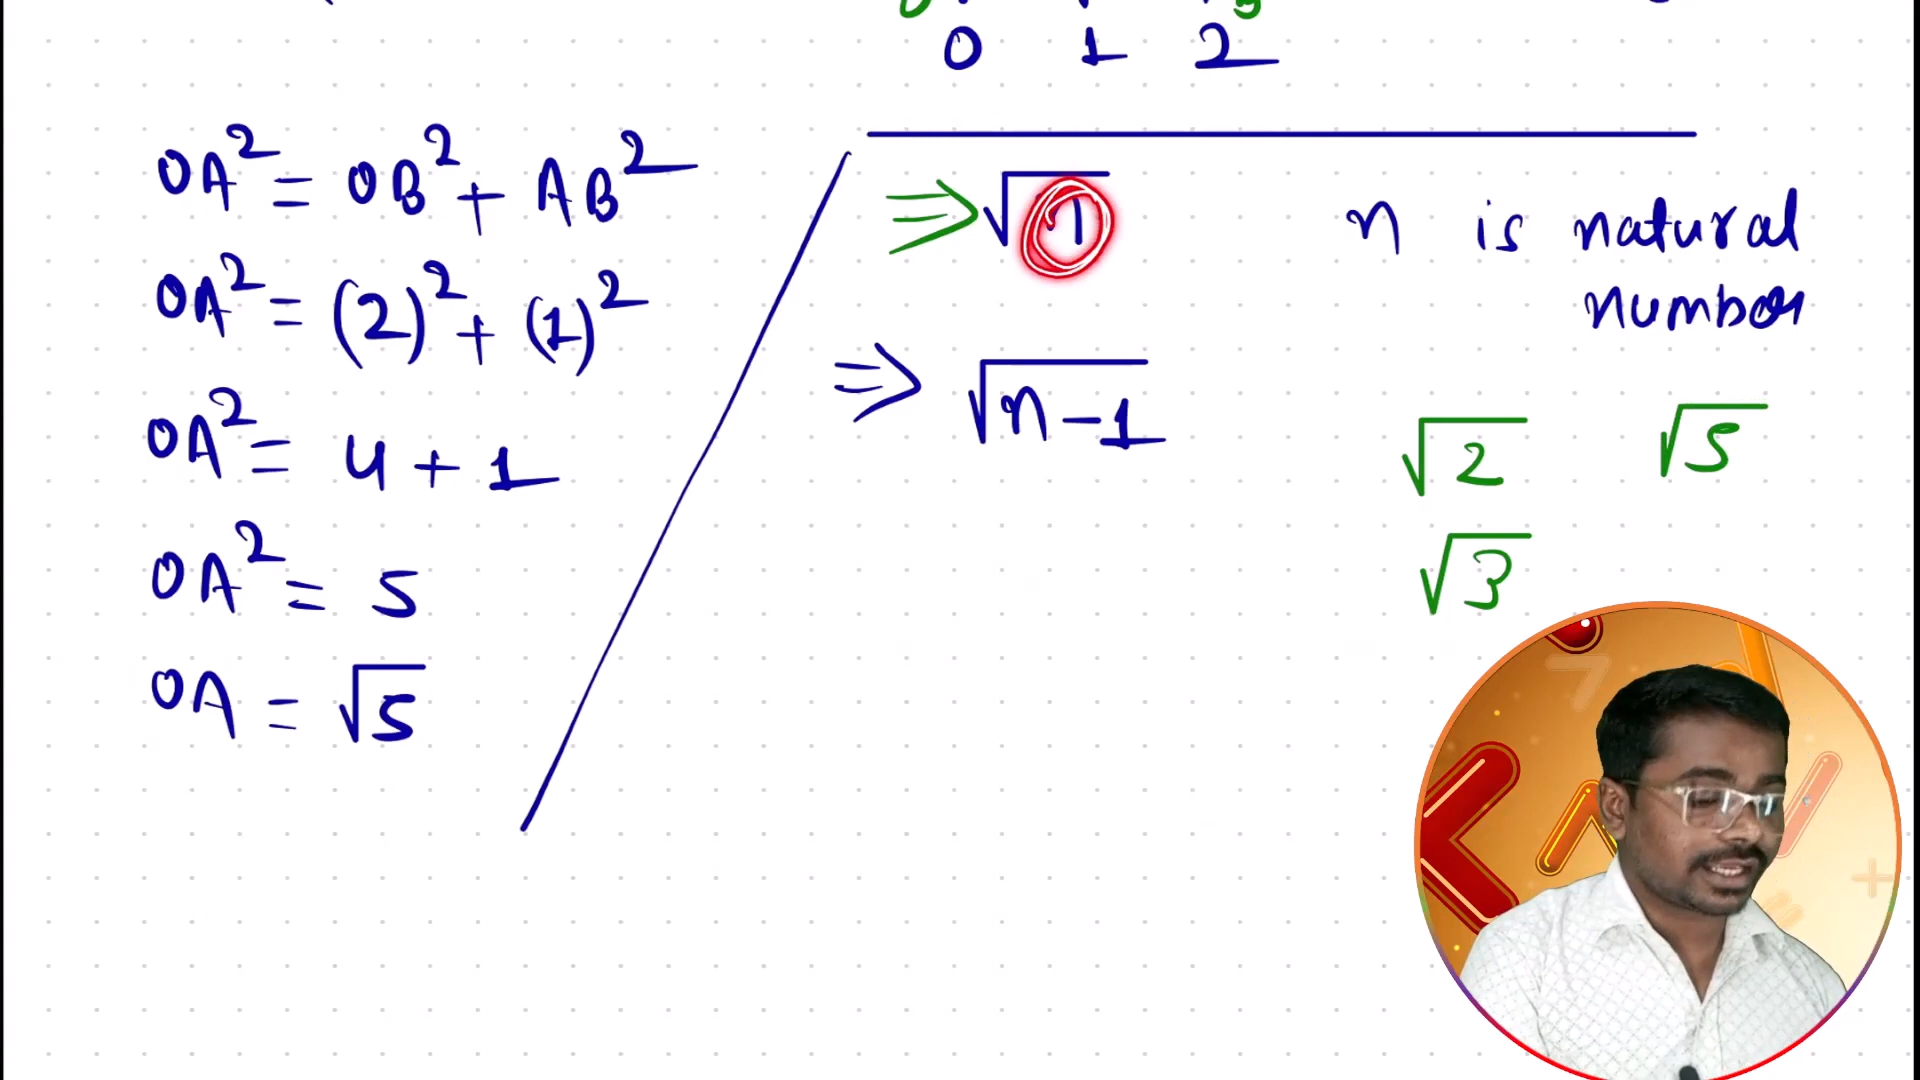 0 1 2
OA² = OB² + AB²
OA² = (2)² + (1)²
OA² = 4 + 1
OA² = 5
OA = √5
⇒ √n n is natural
number
⇒ √n-1
√2 √5
√3